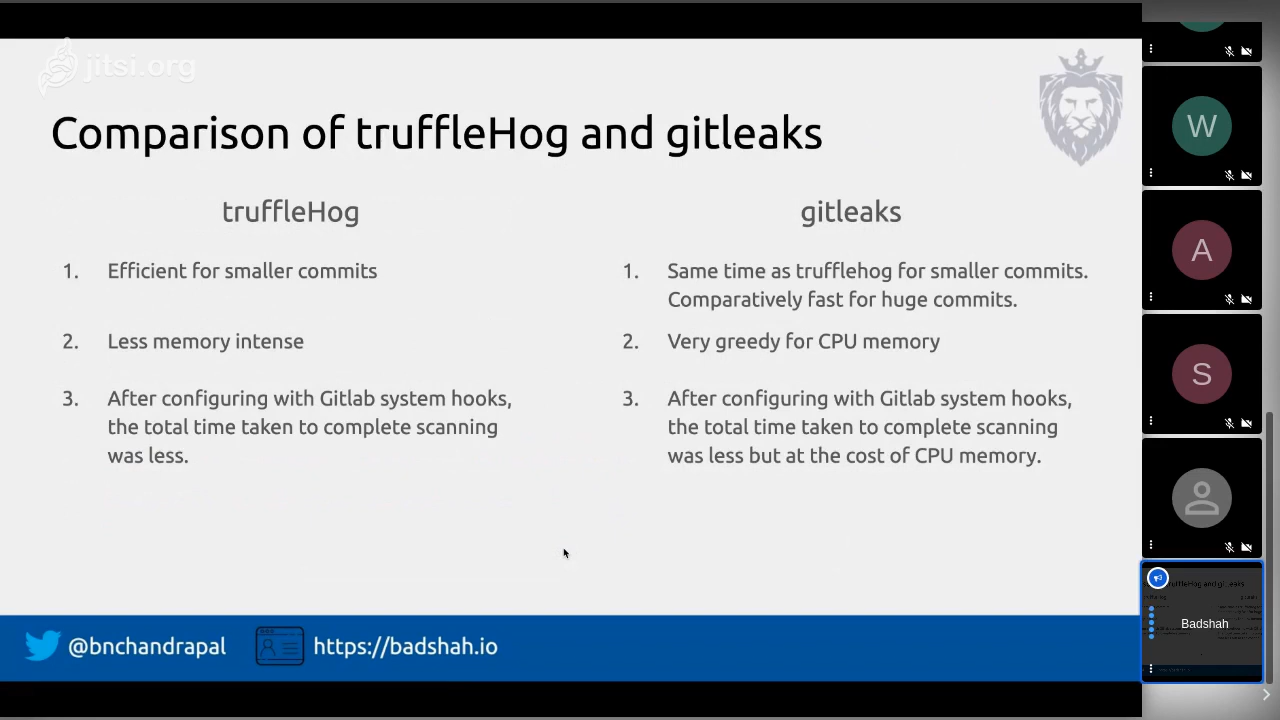 jitsi.org
Comparison of truffleHog and gitleaks
truffleHog
1. Efficient for smaller commits
2. Less memory intense
3. After configuring with Gitlab system hooks,
the total time taken to complete scanning
was less.
gitleaks
1. Same time as trufflehog for smaller commits.
Comparatively fast for huge commits.
2. Very greedy for CPU memory
3. After configuring with Gitlab system hooks,
the total time taken to complete scanning
was less but at the cost of CPU memory.
@bnchandrapal
https://badshah.io
W
A
S
Badshah